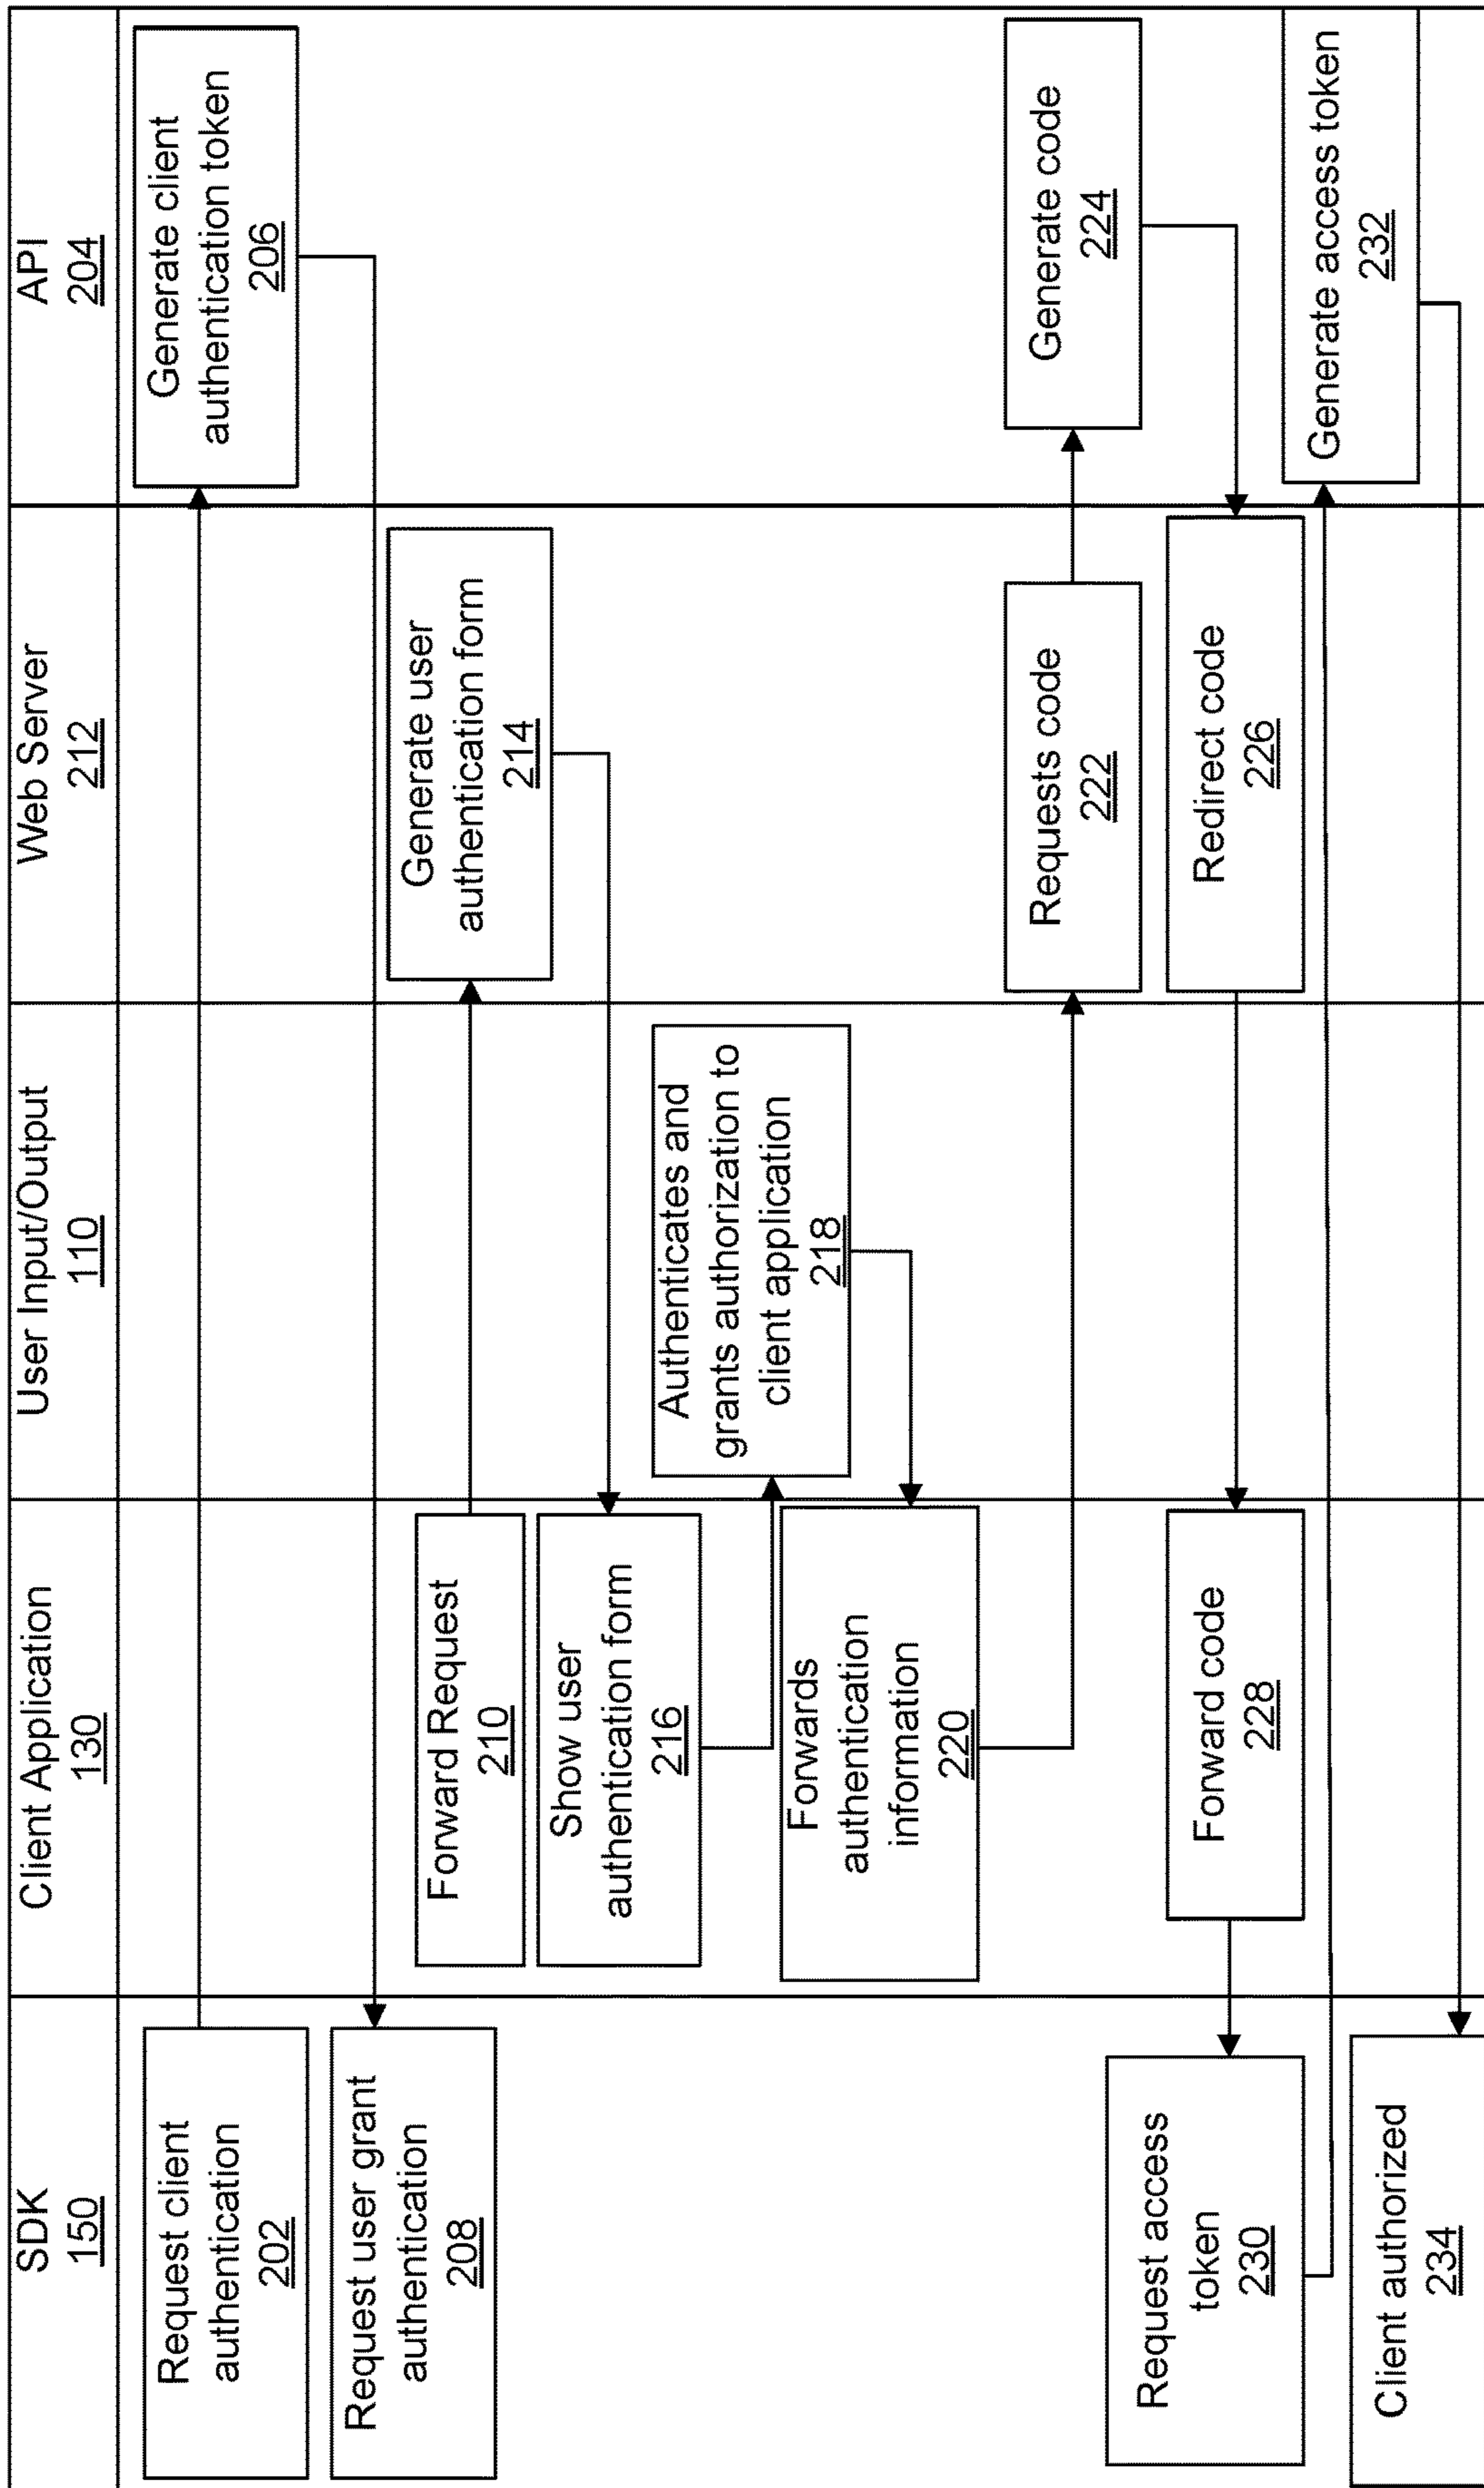 SDK
150
Client Application
130
User Input/Output
110
Web Server
212
API
204
Request client
authentication
202
Generate client
authentication token
206
Request user grant
authentication
208
Forward Request
210
Generate user
authentication form
214
Show user
authentication form
216
Authenticates and
grants authorization to
client application
218
Forwards
authentication
information
220
Requests code
222
Generate code
224
Redirect code
226
Forward code
228
Request access
token
230
Generate access token
232
Client authorized
234